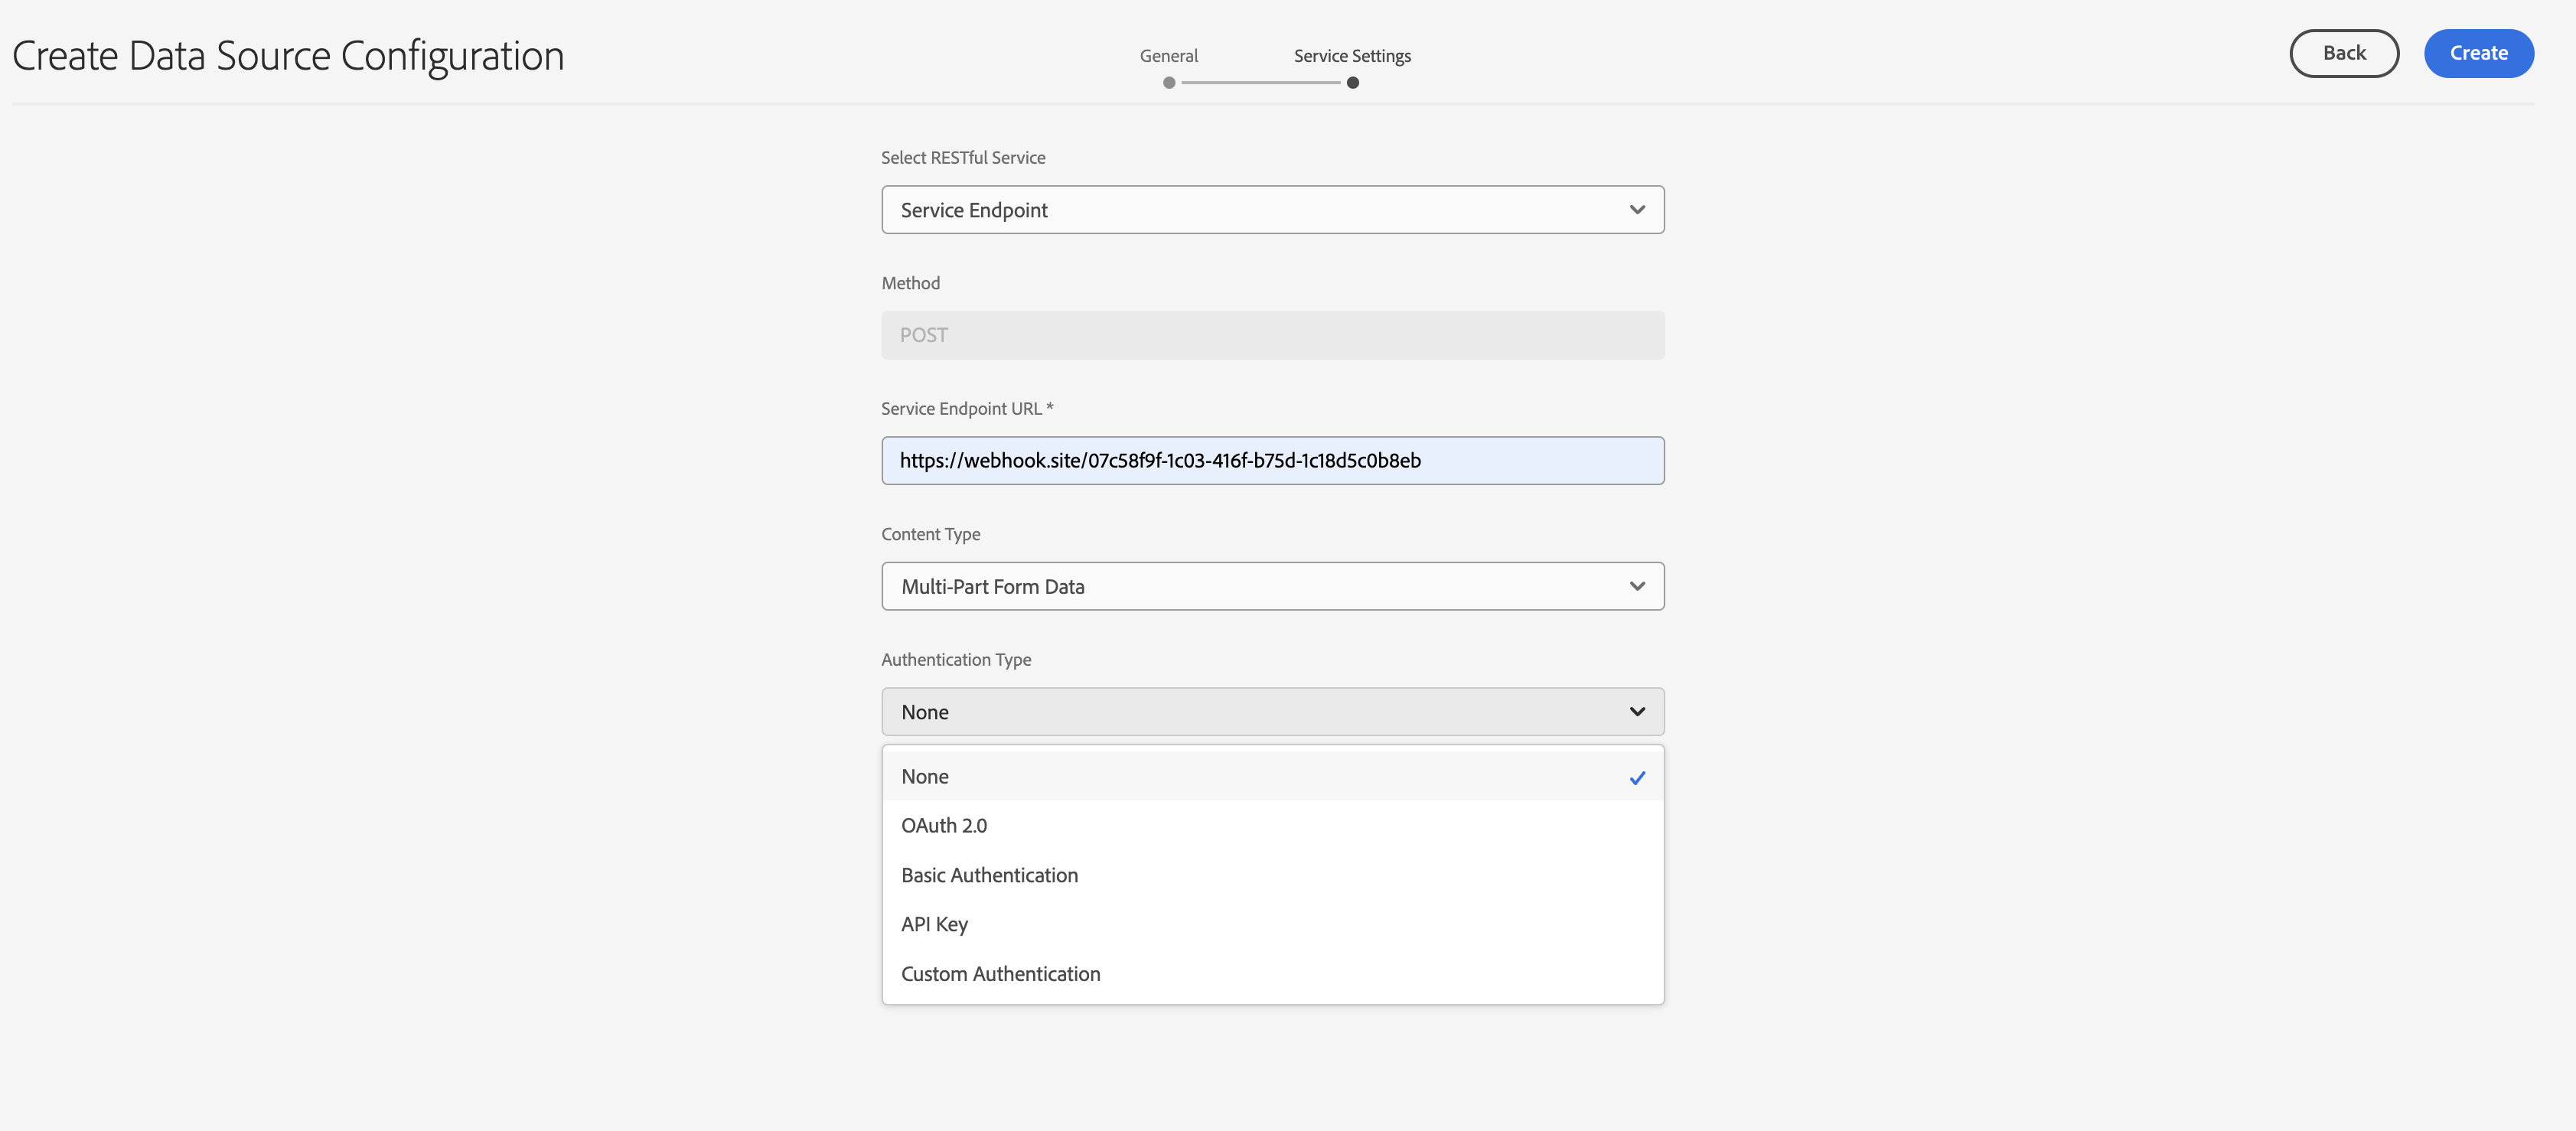 Create Data Source Configuration
General
Service Settings
Back
Create
Select RESTful Service
Service Endpoint
Method
POST
Service Endpoint URL *
https://webhook.site/07c58f9f-1c03-416f-b75d-1c18d5c0b8eb
Content Type
Multi-Part Form Data
Authentication Type
None
None
OAuth 2.0
Basic Authentication
API Key
Custom Authentication